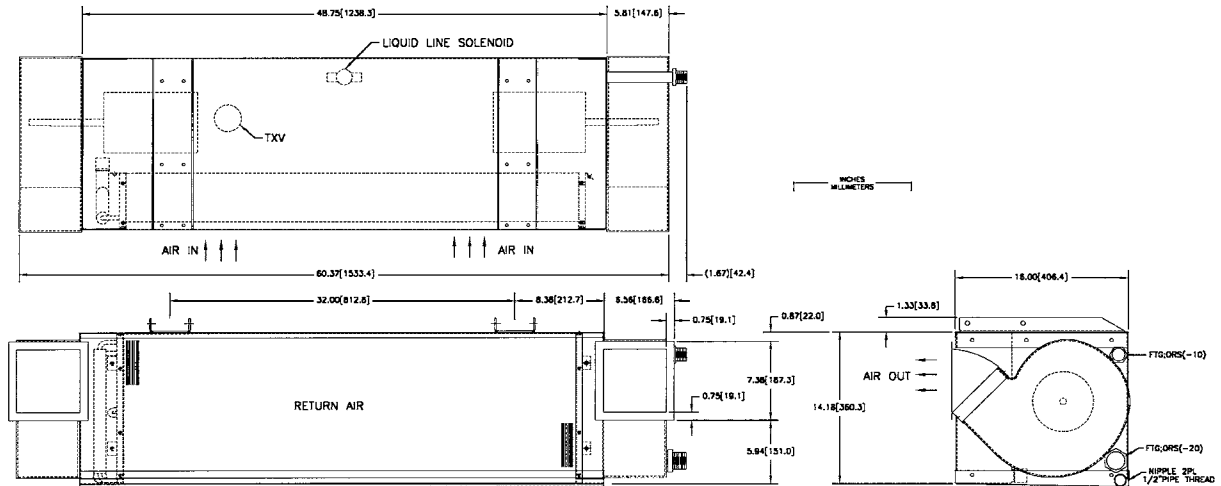 48.75[1238.3]
5.81[147.6]
LIQUID LINE SOLENOID
TXV
INCHES
MILLIMETERS
AIR IN
AIR IN
60.37[1533.4]
(1.67)[42.4]
16.00[406.4]
32.00[812.8]
8.38[212.7]
6.56[166.6]
1.33[33.8]
0.75[19.1]
0.87[22.0]
FTG;ORS(-10)
AIR OUT
7.38[187.3]
RETURN AIR
0.75[19.1]
14.18[360.3]
5.94[151.0]
FTG;ORS(-20)
NIPPLE 2PL
1/2"PIPE THREAD